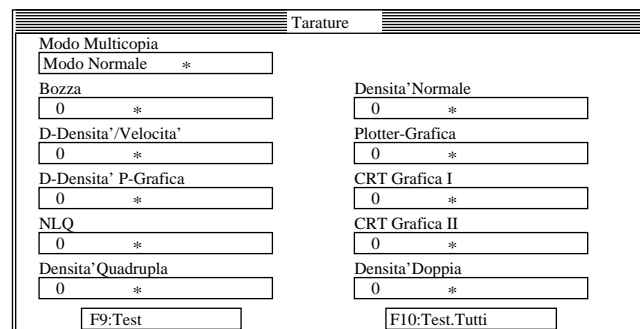 Tarature
Modo Multicopia
Modo Normale *
Bozza
0 *
Densita’Normale
0 *
D-Densita’/Velocita’
0 *
Plotter-Grafica
0 *
D-Densita’ P-Grafica
0 *
CRT Grafica I
0 *
NLQ
0 *
CRT Grafica II
0 *
Densita’Quadrupla
0 *
Densita’Doppia
0 *
F9:Test
F10:Test.Tutti